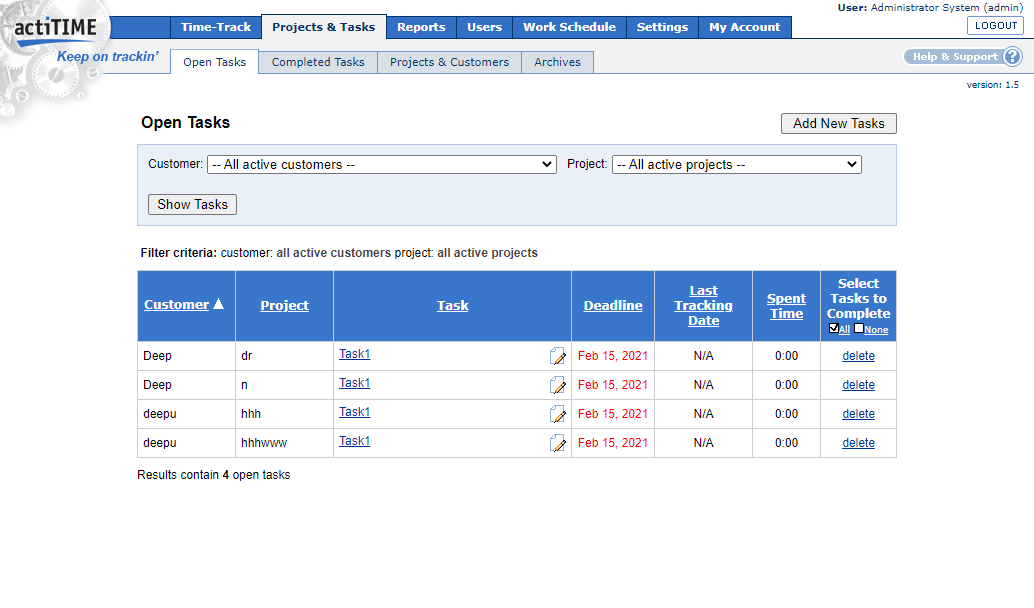 User: Administrator System (admin)
actiTIME
Time-Track Projects & Tasks Reports Users Work Schedule Settings My Account LOGOUT
Keep on trackin' Open Tasks Completed Tasks Projects & Customers Archives Help & Support ?
version: 1.5
Open Tasks Add New Tasks
Customer: -- All active customers -- Project: -- All active projects --
Show Tasks
Filter criteria: customer: all active customers project: all active projects
Customer Project Task Deadline Last Tracking Date Spent Time Select Tasks to Complete All None
Deep dr Task1 Feb 15, 2021 N/A 0:00 delete
Deep n Task1 Feb 15, 2021 N/A 0:00 delete
deepu hhh Task1 Feb 15, 2021 N/A 0:00 delete
deepu hhhwww Task1 Feb 15, 2021 N/A 0:00 delete
Results contain 4 open tasks